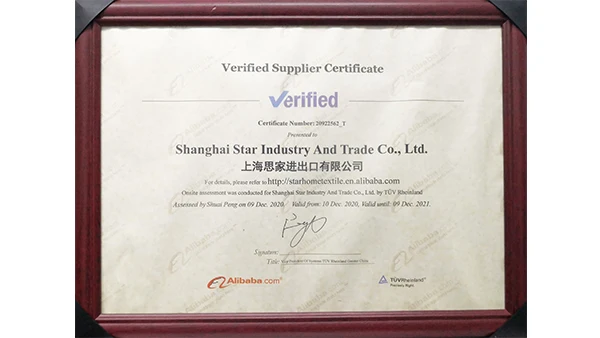 Verified Supplier Certificate
Verified
Certificate Number: 20922562_T
Presented to
Shanghai Star Industry And Trade Co., Ltd.
上海思家进出口有限公司
For details, please refer to http://starhometextile.en.alibaba.com
Onsite assessment was conducted for Shanghai Star Industry And Trade Co., Ltd. by TÜV Rheinland
Assessed by Shuai Peng on 09 Dec. 2020. Valid from: 10 Dec. 2020, Valid until: 09 Dec. 2021.
Signature:
Title:
Alibaba.com®
TÜVRheinland®
Precisely Right.